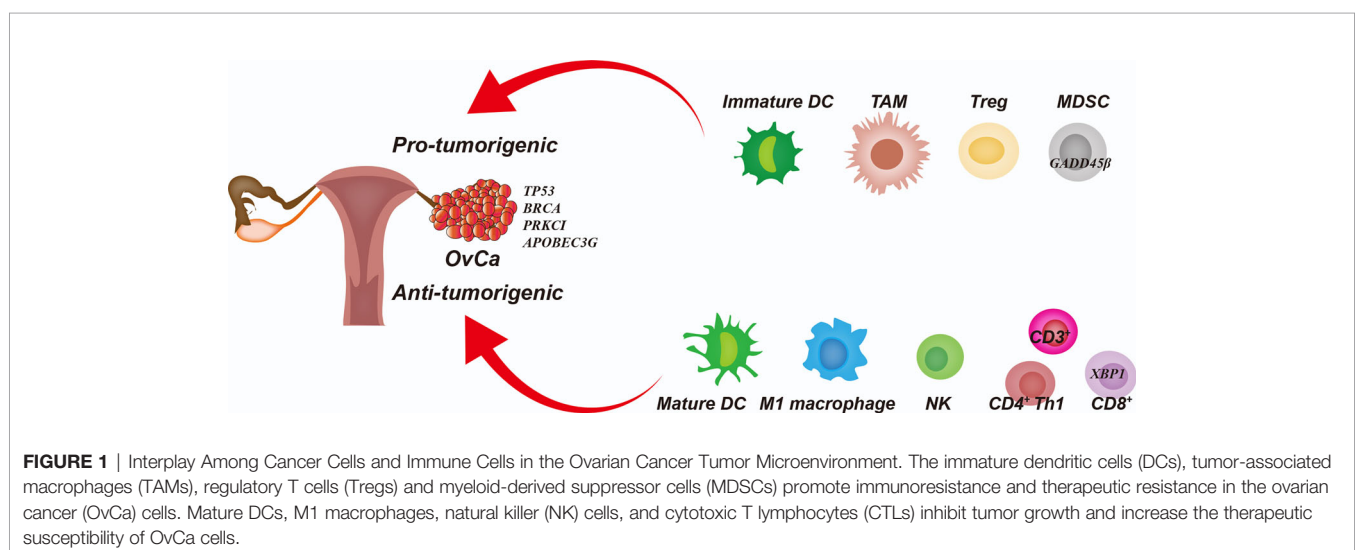 Immature DC TAM Treg MDSC
GADD45β
Pro-tumorigenic
TP53
BRCA
PRKCI
APOBEC3G
OvCa
Anti-tumorigenic
CD3⁺
XBP1
Mature DC M1 macrophage NK CD4⁺ Th1 CD8⁺
FIGURE 1 | Interplay Among Cancer Cells and Immune Cells in the Ovarian Cancer Tumor Microenvironment. The immature dendritic cells (DCs), tumor-associated
macrophages (TAMs), regulatory T cells (Tregs) and myeloid-derived suppressor cells (MDSCs) promote immunoresistance and therapeutic resistance in the ovarian
cancer (OvCa) cells. Mature DCs, M1 macrophages, natural killer (NK) cells, and cytotoxic T lymphocytes (CTLs) inhibit tumor growth and increase the therapeutic
susceptibility of OvCa cells.